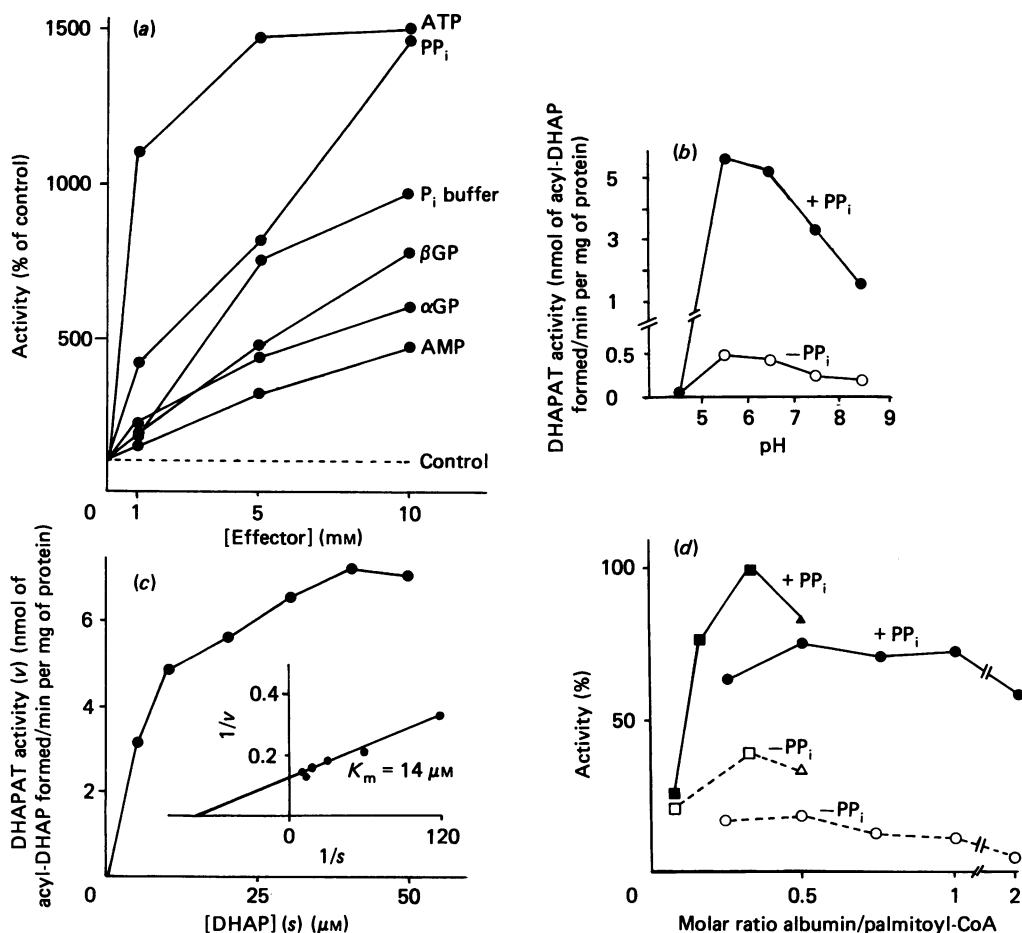 (a)
1500
1000
500
0
Activity (% of control)
ATP
PPi
Pi buffer
βGP
αGP
AMP
Control
1
5
10
[Effector] (mM)
(b)
DHAPAT activity (nmol of acyl-DHAP
formed/min per mg of protein)
5
3
1
0.5
0
+ PPi
−PPi
5
6
7
8
9
pH
(c)
DHAPAT activity (v) (nmol of
acyl-DHAP formed/min per mg of protein)
6
4
2
0
25
50
[DHAP] (s) (μM)
1/v
0.4
0.2
Km = 14 μM
0
120
1/s
(d)
Activity (%)
100
50
0
+ PPi
+ PPi
−PPi
−PPi
0.5
1
2
Molar ratio albumin/palmitoyl-CoA